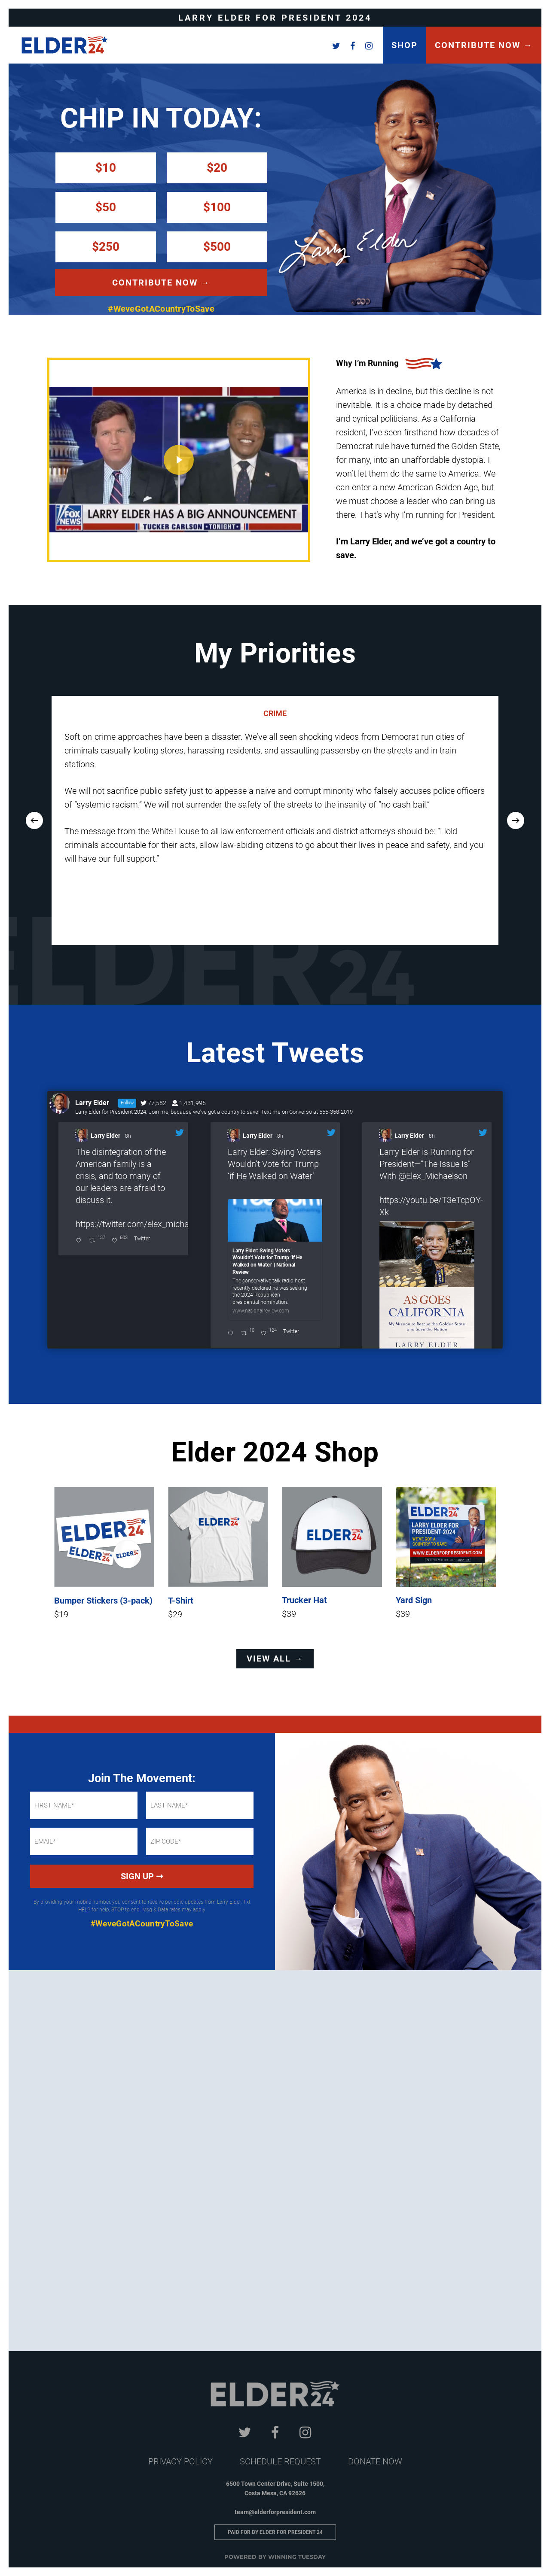 LARRY ELDER FOR PRESIDENT 2024
ELDER24
SHOP
CONTRIBUTE NOW →
CHIP IN TODAY:
$10
$20
$50
$100
$250
$500
CONTRIBUTE NOW →
#WeveGotACountryToSave
Larry Elder
Why I'm Running
America is in decline, but this decline is not
inevitable. It is a choice made by detached
and cynical politicians. As a California
resident, I've seen firsthand how decades of
Democrat rule have turned the Golden State,
for many, into an unaffordable dystopia. I
won't let them do the same to America. We
can enter a new American Golden Age, but
we must choose a leader who can bring us
there. That's why I'm running for President.
I'm Larry Elder, and we've got a country to
save.
FOX NEWS
LARRY ELDER HAS A BIG ANNOUNCEMENT
TUCKER CARLSON TONIGHT
My Priorities
CRIME
Soft-on-crime approaches have been a disaster. We've all seen shocking videos from Democrat-run cities of
criminals casually looting stores, harassing residents, and assaulting passersby on the streets and in train
stations.
We will not sacrifice public safety just to appease a naive and corrupt minority who falsely accuses police officers
of "systemic racism." We will not surrender the safety of the streets to the insanity of "no cash bail."
The message from the White House to all law enforcement officials and district attorneys should be: "Hold
criminals accountable for their acts, allow law-abiding citizens to go about their lives in peace and safety, and you
will have our full support."
ELDER24
Latest Tweets
Larry Elder Follow 77,582 1,431,995
Larry Elder for President 2024. Join me, because we've got a country to save! Text me on Converso at 555-358-2019
Larry Elder 8h
The disintegration of the
American family is a
crisis, and too many of
our leaders are afraid to
discuss it.
https://twitter.com/elex_micha
137 602 Twitter
Larry Elder 8h
Larry Elder: Swing Voters
Wouldn't Vote for Trump
'if He Walked on Water'
Larry Elder: Swing Voters
Wouldn't Vote for Trump 'if He
Walked on Water' | National
Review
The conservative talk-radio host
recently declared he was seeking
the 2024 Republican
presidential nomination.
www.nationalreview.com
10 124 Twitter
Larry Elder 8h
Larry Elder is Running for
President—"The Issue Is"
With @Elex_Michaelson
https://youtu.be/T3eTcpOY-
Xk
AS GOES
CALIFORNIA
My Mission to Rescue the Golden State
and Save the Nation
LARRY ELDER
Elder 2024 Shop
ELDER24
ELDER24
ELDER24
ELDER24
ELDER24
ELDER24
LARRY ELDER FOR
PRESIDENT 2024
WE'VE GOT A
COUNTRY TO SAVE!
WWW.ELDERFORPRESIDENT.COM
Bumper Stickers (3-pack)
$19
T-Shirt
$29
Trucker Hat
$39
Yard Sign
$39
VIEW ALL →
Join The Movement:
FIRST NAME*
LAST NAME*
EMAIL*
ZIP CODE*
SIGN UP →
By providing your mobile number, you consent to receive periodic updates from Larry Elder. Txt
HELP for help, STOP to end. Msg & Data rates may apply.
#WeveGotACountryToSave
ELDER24
PRIVACY POLICY
SCHEDULE REQUEST
DONATE NOW
6500 Town Center Drive, Suite 1500,
Costa Mesa, CA 92626
team@elderforpresident.com
PAID FOR BY ELDER FOR PRESIDENT 24
POWERED BY WINNING TUESDAY